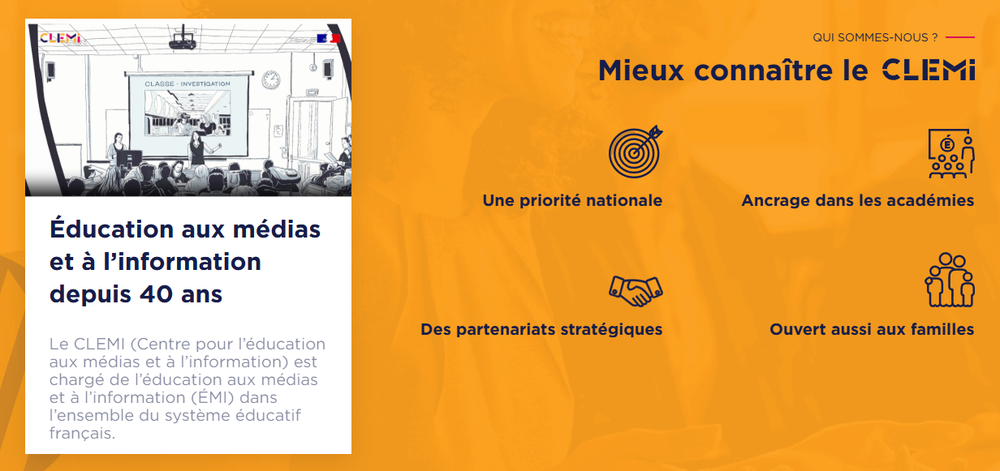 CLEMi
CLASSE · INVESTIGATION
Éducation aux médias
et à l’information
depuis 40 ans
Le CLEMI (Centre pour l’éducation
aux médias et à l’information) est
chargé de l’éducation aux médias
et à l’information (ÉMI) dans
l’ensemble du système éducatif
français.
QUI SOMMES-NOUS ?
Mieux connaître le CLEMi
É
Une priorité nationale
Ancrage dans les académies
Des partenariats stratégiques
Ouvert aussi aux familles